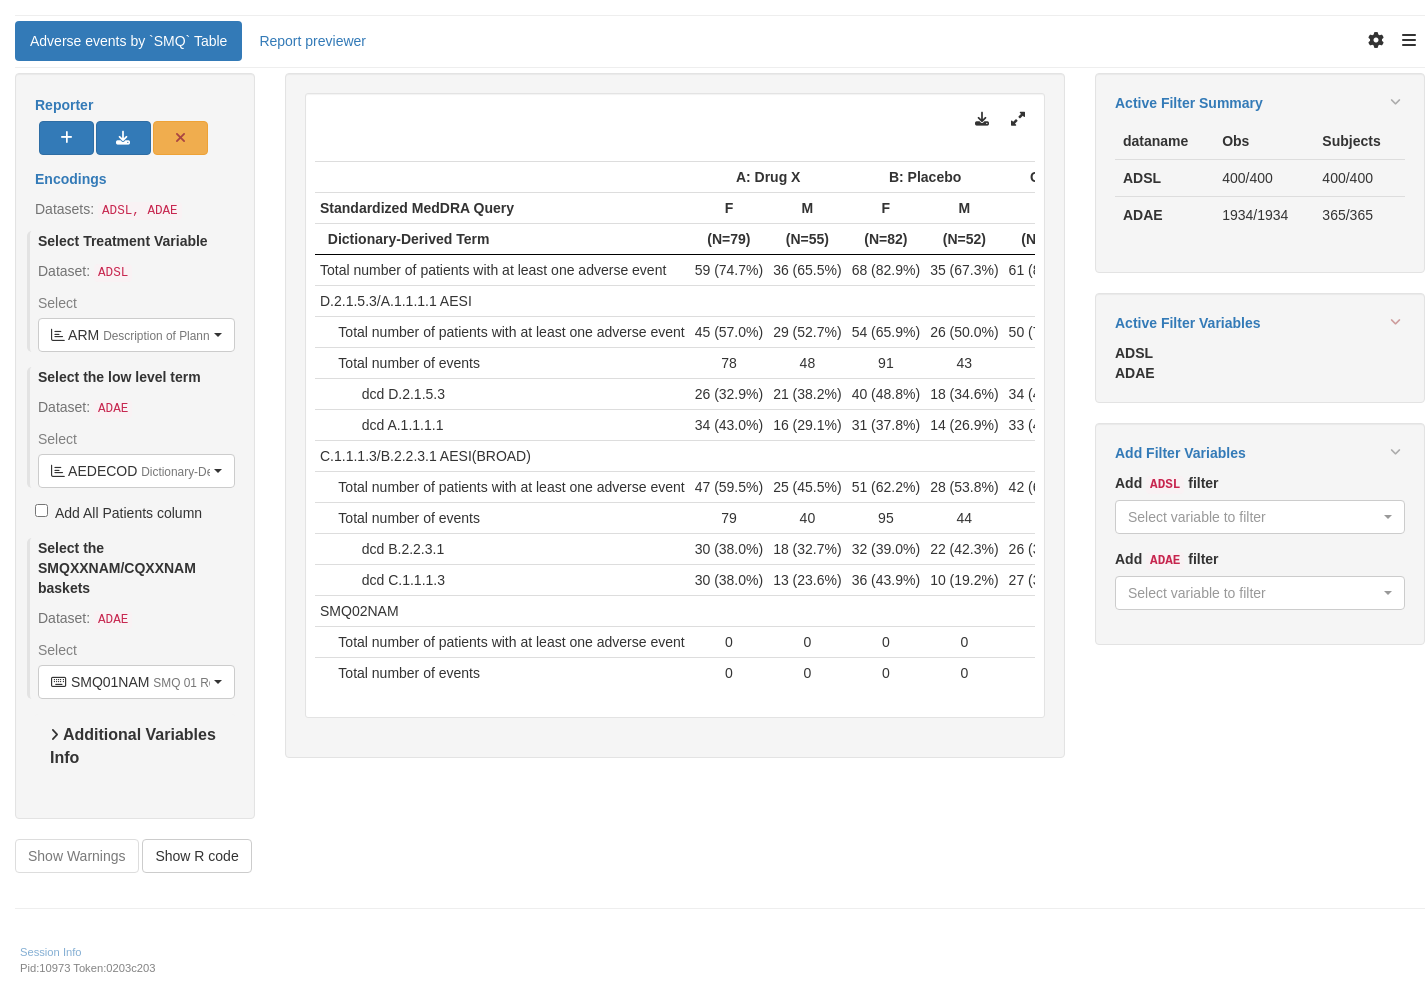 Adverse events by `SMQ` Table
Report previewer
Reporter
Encodings
Datasets: ADSL, ADAE
Select Treatment Variable
Dataset: ADSL
Select
ARM Description of Plann
Select the low level term
Dataset: ADAE
Select
AEDECOD Dictionary-De
Add All Patients column
Select the
SMQXXNAM/CQXXNAM
baskets
Dataset: ADAE
Select
SMQ01NAM SMQ 01 R
Additional Variables
Info
Show Warnings
Show R code
A: Drug X B: Placebo
Standardized MedDRA Query F M F M
Dictionary-Derived Term (N=79) (N=55) (N=82) (N=52) (N
Total number of patients with at least one adverse event 59 (74.7%) 36 (65.5%) 68 (82.9%) 35 (67.3%) 61 (
D.2.1.5.3/A.1.1.1.1 AESI
Total number of patients with at least one adverse event 45 (57.0%) 29 (52.7%) 54 (65.9%) 26 (50.0%) 50 (
Total number of events 78 48 91 43
dcd D.2.1.5.3 26 (32.9%) 21 (38.2%) 40 (48.8%) 18 (34.6%) 34 (
dcd A.1.1.1.1 34 (43.0%) 16 (29.1%) 31 (37.8%) 14 (26.9%) 33 (
C.1.1.1.3/B.2.2.3.1 AESI(BROAD)
Total number of patients with at least one adverse event 47 (59.5%) 25 (45.5%) 51 (62.2%) 28 (53.8%) 42 (
Total number of events 79 40 95 44
dcd B.2.2.3.1 30 (38.0%) 18 (32.7%) 32 (39.0%) 22 (42.3%) 26 (
dcd C.1.1.1.3 30 (38.0%) 13 (23.6%) 36 (43.9%) 10 (19.2%) 27 (
SMQ02NAM
Total number of patients with at least one adverse event 0 0 0 0
Total number of events 0 0 0 0
Active Filter Summary
dataname Obs Subjects
ADSL 400/400 400/400
ADAE 1934/1934 365/365
Active Filter Variables
ADSL
ADAE
Add Filter Variables
Add ADSL filter
Select variable to filter
Add ADAE filter
Select variable to filter
Session Info
Pid:10973 Token:0203c203